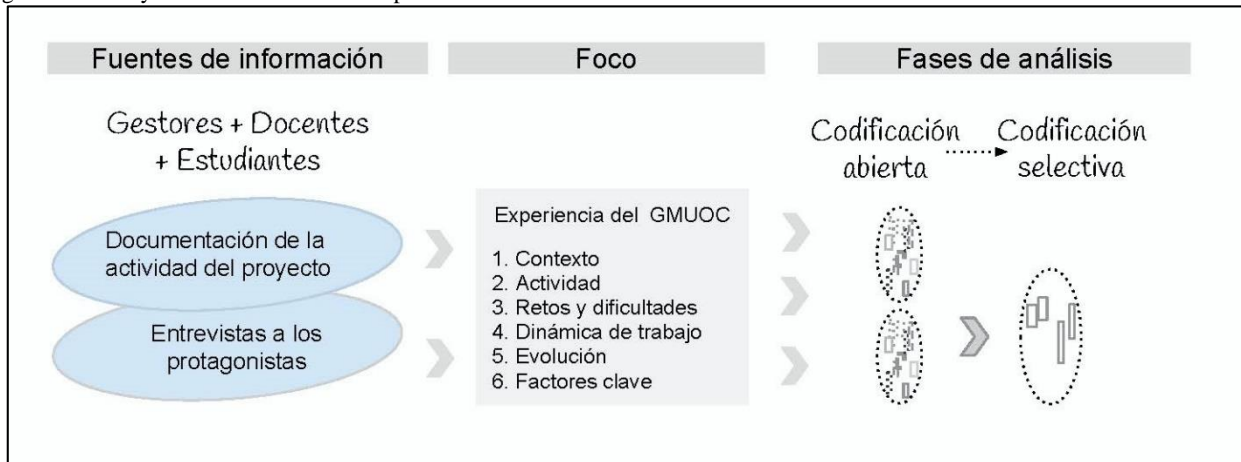 Fuentes de información
Foco
Fases de análisis
Gestores + Docentes
+ Estudiantes
Codificación
abierta
Codificación
selectiva
Documentación de la
actividad del proyecto
Entrevistas a los
protagonistas
Experiencia del GMUOC
1. Contexto
2. Actividad
3. Retos y dificultades
4. Dinámica de trabajo
5. Evolución
6. Factores clave